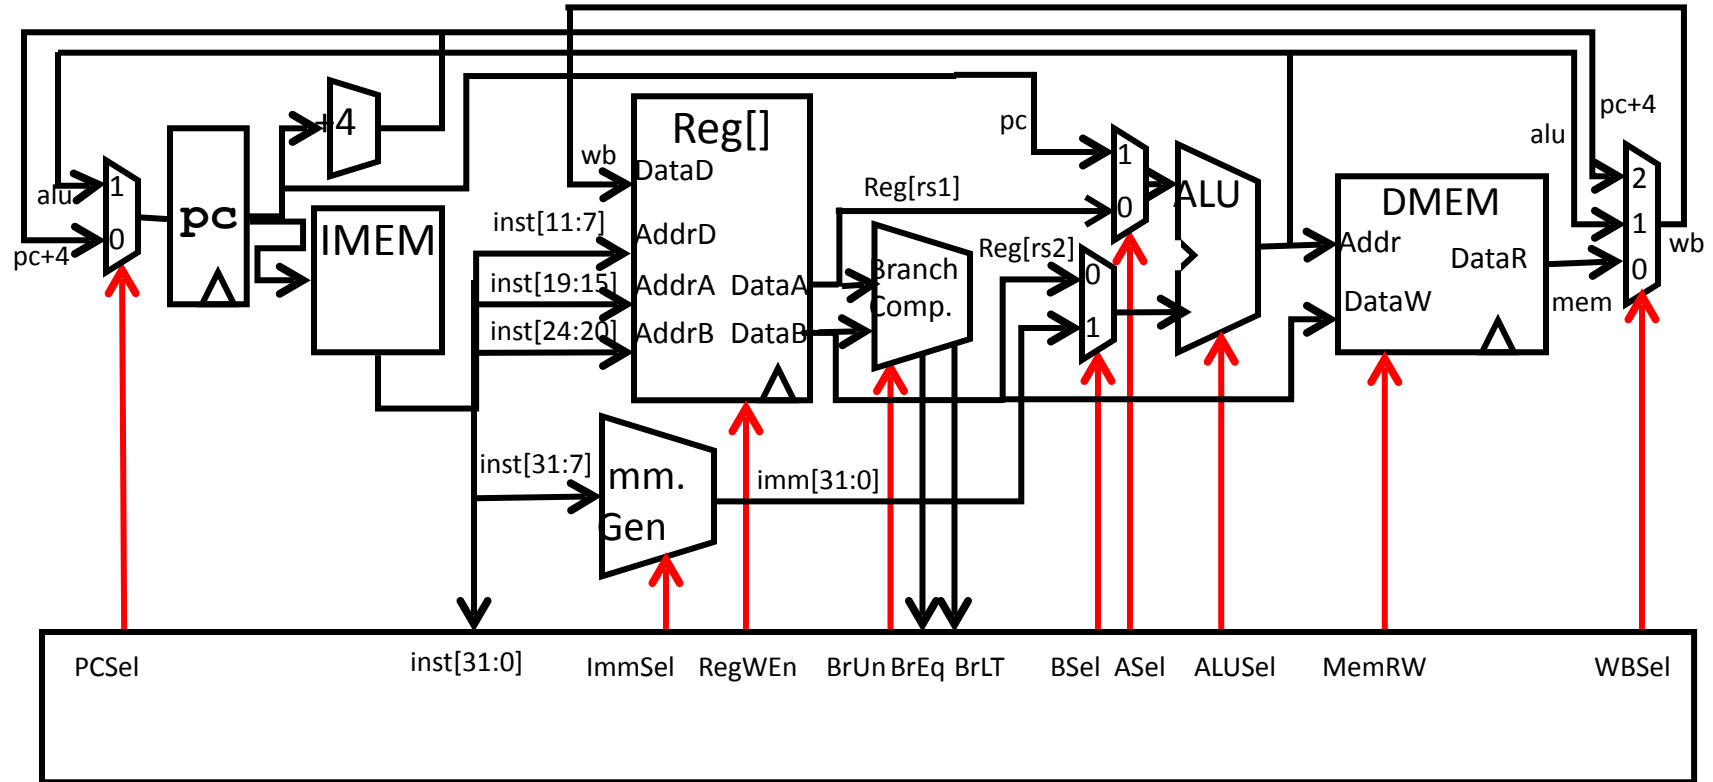 pc+4
alu
+4
Reg[]
pc
alu
wb
DataD
1
ALU
2
alu
1
pc
Reg[rs1]
0
DMEM
1
0
IMEM
inst[11:7]
AddrD
Reg[rs2]
Addr
wb
pc+4
Branch
Comp.
0
DataR
0
inst[19:15]
AddrA
DataA
mem
inst[24:20]
AddrB
DataB
1
DataW
inst[31:7]
mm.
Gen
imm[31:0]
PCSel
inst[31:0]
ImmSel
RegWEn
BrUn
BrEq
BrLT
BSel
ASel
ALUSel
MemRW
WBSel